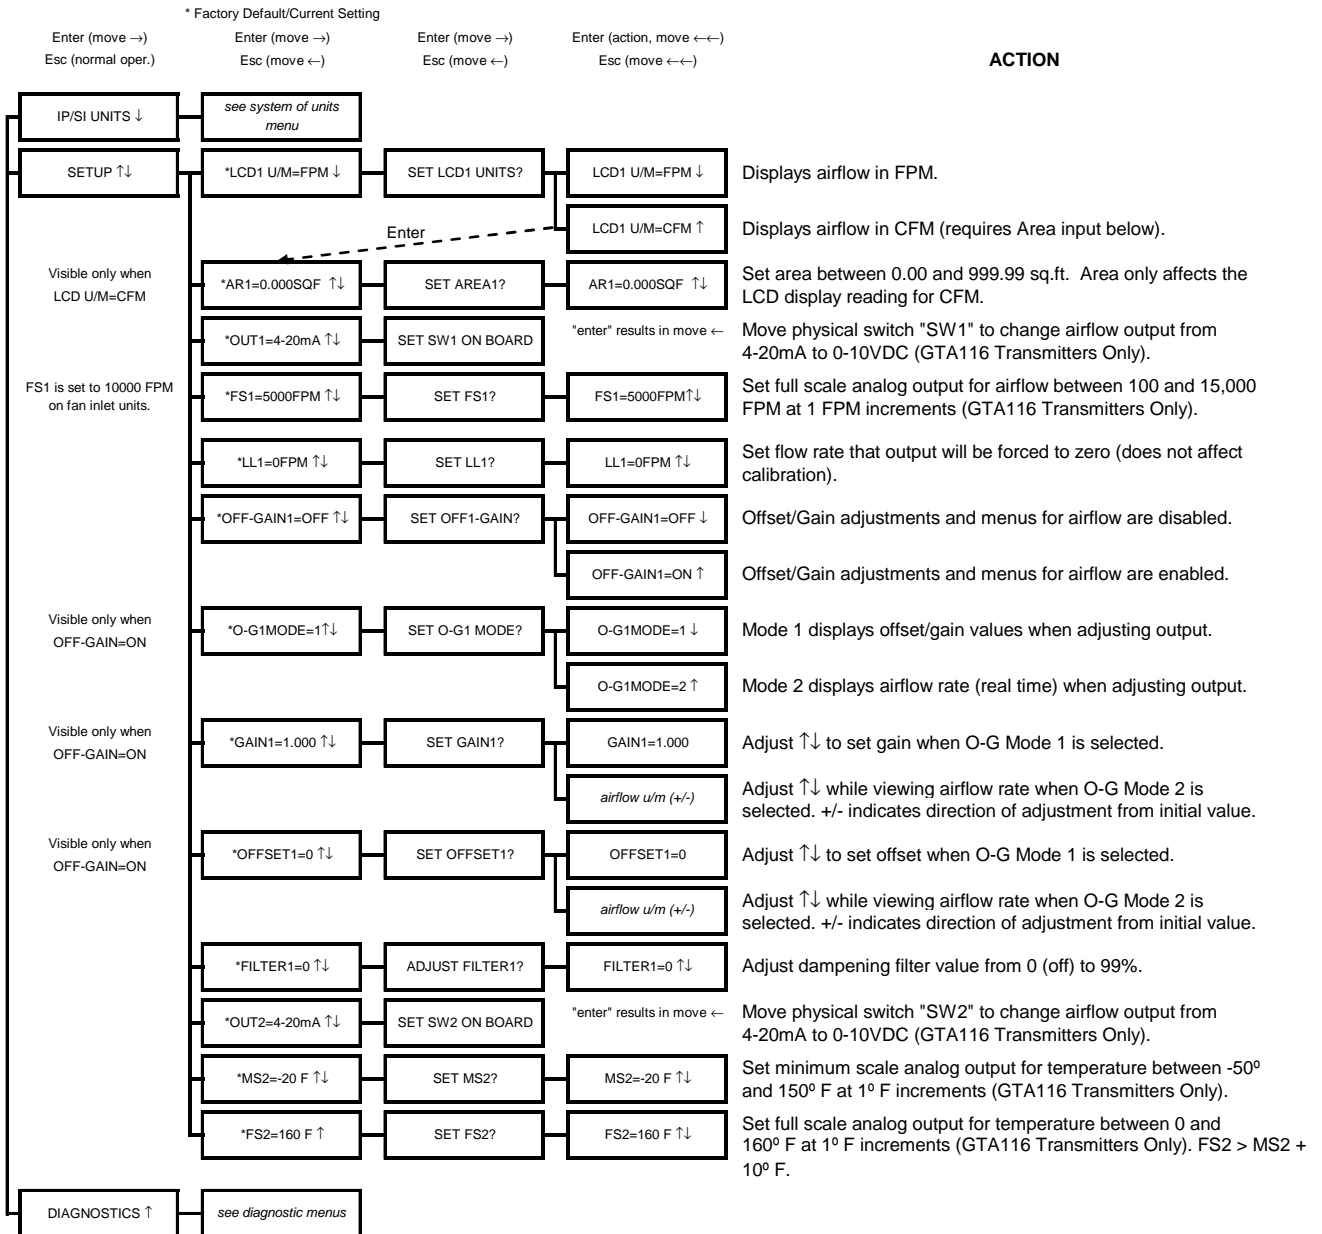 * Factory Default/Current Setting
Enter (move →)
Esc (normal oper.)
Enter (move →)
Esc (move ←)
Enter (move →)
Esc (move ←)
Enter (action, move ←←)
Esc (move ←←)
ACTION
IP/SI UNITS ↓
see system of units
menu
SETUP ↑↓
*LCD1 U/M=FPM ↓
SET LCD1 UNITS?
LCD1 U/M=FPM ↓
Displays airflow in FPM.
Enter
LCD1 U/M=CFM ↑
Displays airflow in CFM (requires Area input below).
Visible only when
LCD U/M=CFM
*AR1=0.000SQF ↑↓
SET AREA1?
AR1=0.000SQF ↑↓
Set area between 0.00 and 999.99 sq.ft. Area only affects the
LCD display reading for CFM.
*OUT1=4-20mA ↑↓
SET SW1 ON BOARD
"enter" results in move ←
Move physical switch "SW1" to change airflow output from
4-20mA to 0-10VDC (GTA116 Transmitters Only).
FS1 is set to 10000 FPM
on fan inlet units.
*FS1=5000FPM ↑↓
SET FS1?
FS1=5000FPM↑↓
Set full scale analog output for airflow between 100 and 15,000
FPM at 1 FPM increments (GTA116 Transmitters Only).
*LL1=0FPM ↑↓
SET LL1?
LL1=0FPM ↑↓
Set flow rate that output will be forced to zero (does not affect
calibration).
*OFF-GAIN1=OFF ↑↓
SET OFF1-GAIN?
OFF-GAIN1=OFF ↓
Offset/Gain adjustments and menus for airflow are disabled.
OFF-GAIN1=ON ↑
Offset/Gain adjustments and menus for airflow are enabled.
Visible only when
OFF-GAIN=ON
*O-G1MODE=1↑↓
SET O-G1 MODE?
O-G1MODE=1 ↓
Mode 1 displays offset/gain values when adjusting output.
O-G1MODE=2 ↑
Mode 2 displays airflow rate (real time) when adjusting output.
Visible only when
OFF-GAIN=ON
*GAIN1=1.000 ↑↓
SET GAIN1?
GAIN1=1.000
Adjust ↑↓ to set gain when O-G Mode 1 is selected.
airflow u/m (+/-)
Adjust ↑↓ while viewing airflow rate when O-G Mode 2 is
selected. +/- indicates direction of adjustment from initial value.
Visible only when
OFF-GAIN=ON
*OFFSET1=0 ↑↓
SET OFFSET1?
OFFSET1=0
Adjust ↑↓ to set offset when O-G Mode 1 is selected.
airflow u/m (+/-)
Adjust ↑↓ while viewing airflow rate when O-G Mode 2 is
selected. +/- indicates direction of adjustment from initial value.
*FILTER1=0 ↑↓
ADJUST FILTER1?
FILTER1=0 ↑↓
Adjust dampening filter value from 0 (off) to 99%.
*OUT2=4-20mA ↑↓
SET SW2 ON BOARD
"enter" results in move ←
Move physical switch "SW2" to change airflow output from
4-20mA to 0-10VDC (GTA116 Transmitters Only).
*MS2=-20 F ↑↓
SET MS2?
MS2=-20 F ↑↓
Set minimum scale analog output for temperature between -50º
and 150º F at 1º F increments (GTA116 Transmitters Only).
*FS2=160 F ↑
SET FS2?
FS2=160 F ↑↓
Set full scale analog output for temperature between 0 and
160º F at 1º F increments (GTA116 Transmitters Only). FS2 > MS2 +
10º F.
DIAGNOSTICS ↑
see diagnostic menus